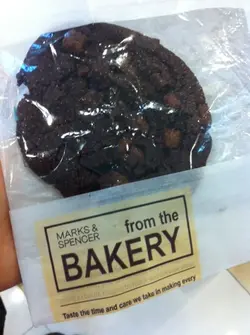 MARKS &
SPENCER
from the
BAKERY
Taste the time and care we take in making every